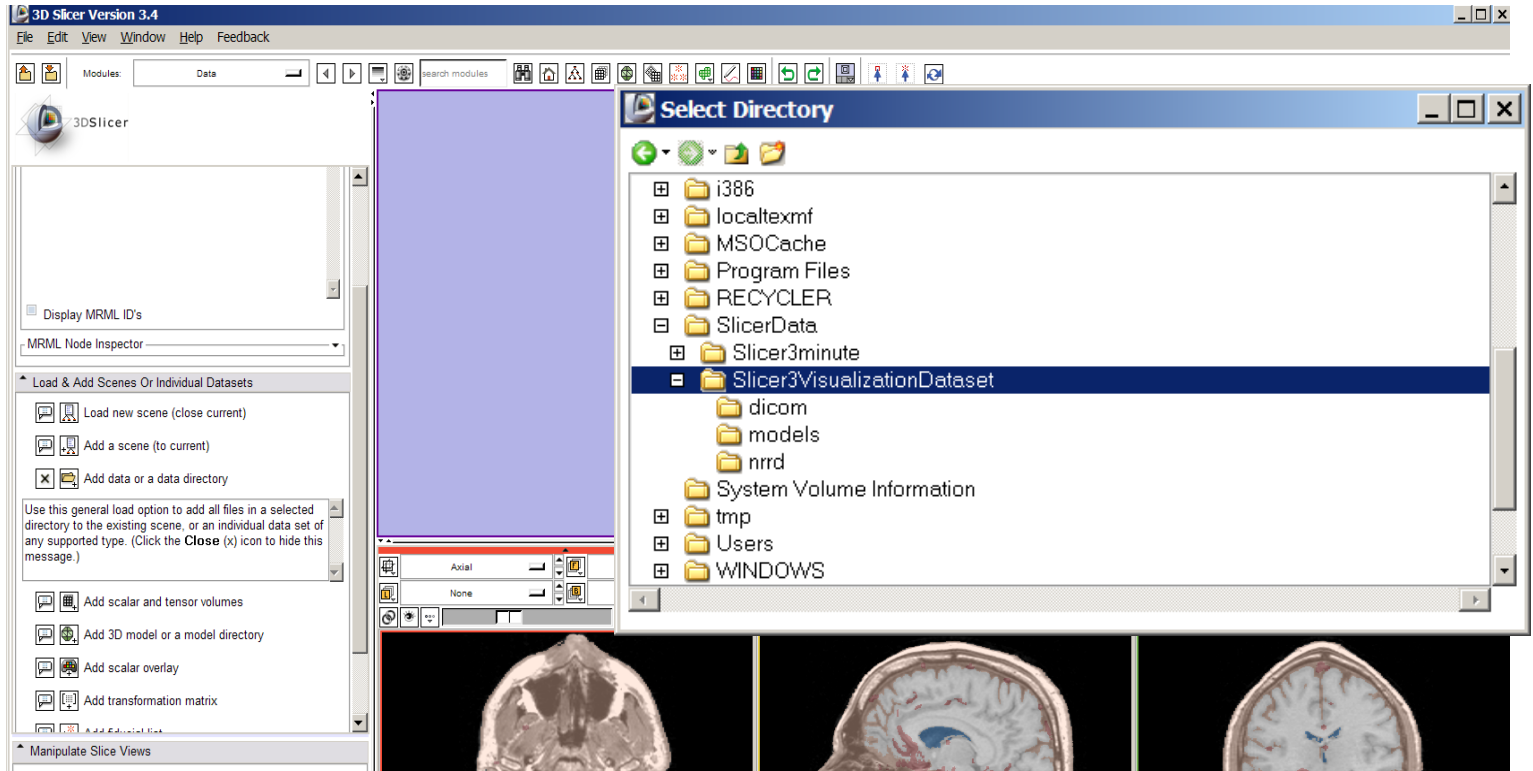 3D Slicer Version 3.4
File Edit View Window Help Feedback
Modules: Data search modules
3DSlicer
Display MRML ID's
MRML Node Inspector
Load & Add Scenes Or Individual Datasets
Load new scene (close current)
Add a scene (to current)
Add data or a data directory
Use this general load option to add all files in a selected
directory to the existing scene, or an individual data set of
any supported type. (Click the Close (x) icon to hide this
message.)
Add scalar and tensor volumes
Add 3D model or a model directory
Add scalar overlay
Add transformation matrix
Add fiducial list
Manipulate Slice Views
Select Directory
i386
localtexmf
MSOCache
Program Files
RECYCLER
SlicerData
Slicer3minute
Slicer3VisualizationDataset
dicom
models
nrrd
System Volume Information
tmp
Users
WINDOWS
Axial
None